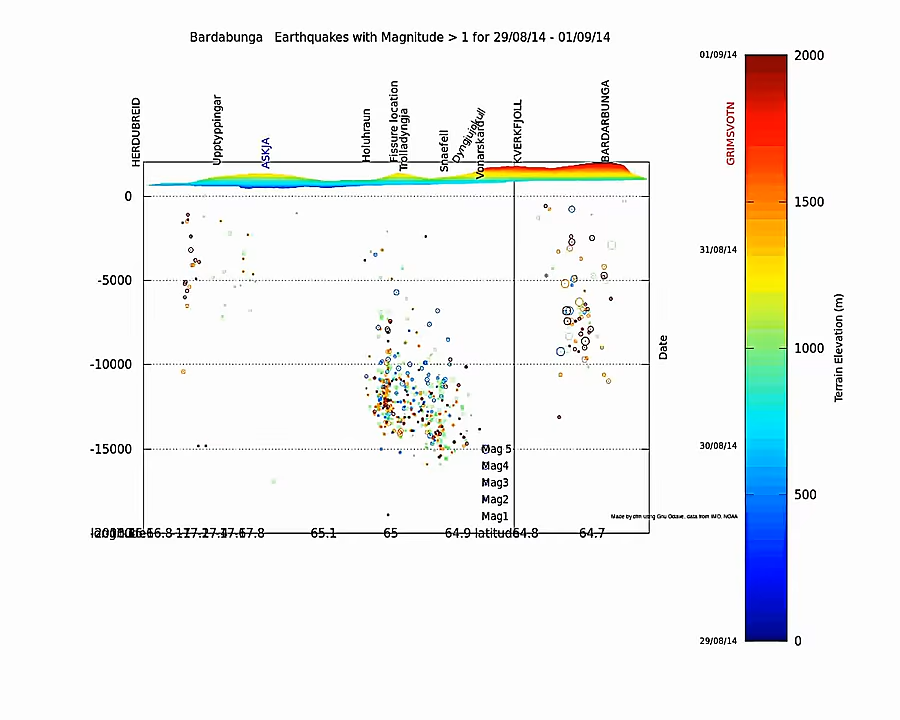 Bardabunga Earthquakes with Magnitude > 1 for 29/08/14 - 01/09/14
01/09/14
2000
HERDUBREID
Upptyppingar
ASKJA
Holuhraun
Fissure location
Trolladyngja
Snaefell
Dyngjujokull
Vonarskard
KVERKFJOLL
BARDARBUNGA
GRIMSVOTN
0
1500
31/08/14
-5000
Date
Terrain Elevation (m)
1000
-10000
-15000
30/08/14
Mag 5
Mag4
Mag3
500
Mag2
Mag1
Made by dfm using Gnu Octave, data from IMO, NOAA
65.1
65
64.9
latitude
64.8
64.7
29/08/14
0